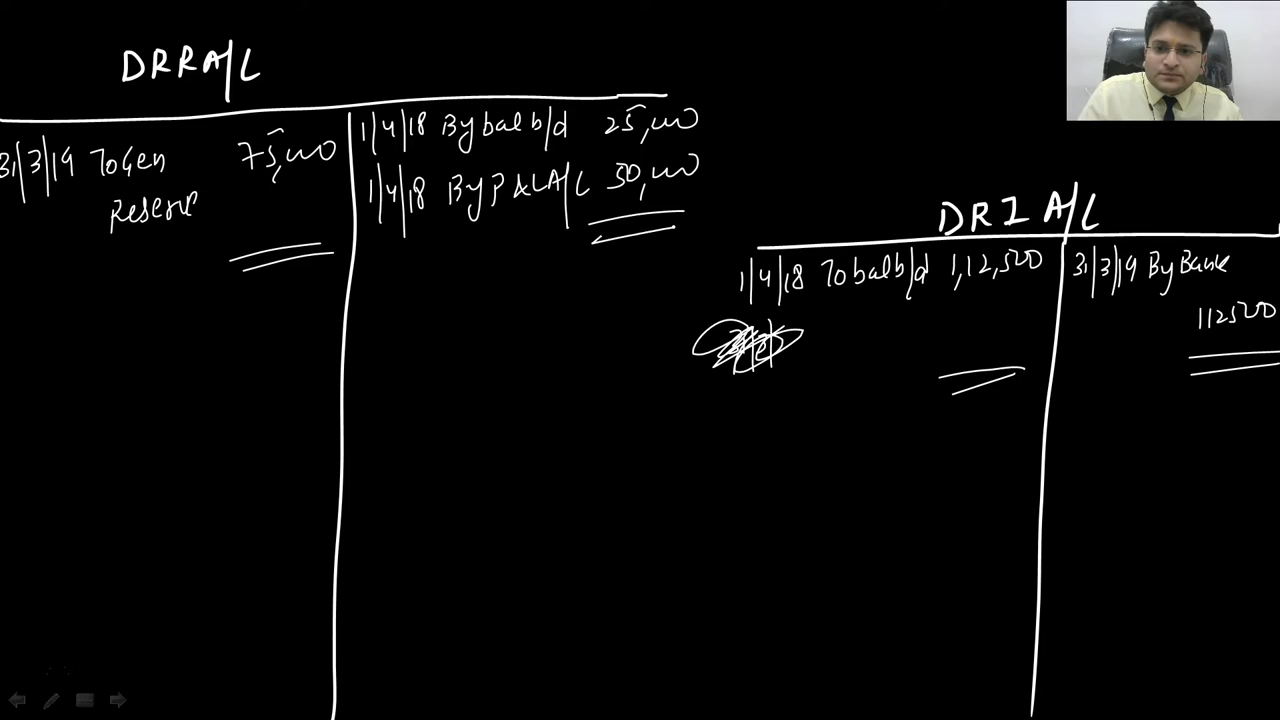 DRR A/C
31/3/19 To Gen 75,000
Reserve
1/4/18 By bal b/d 25,000
1/4/18 By P&L A/C 50,000
DRI A/C
1/4/18 To bal b/d 1,12,500
31/3/19 By Bank
112500